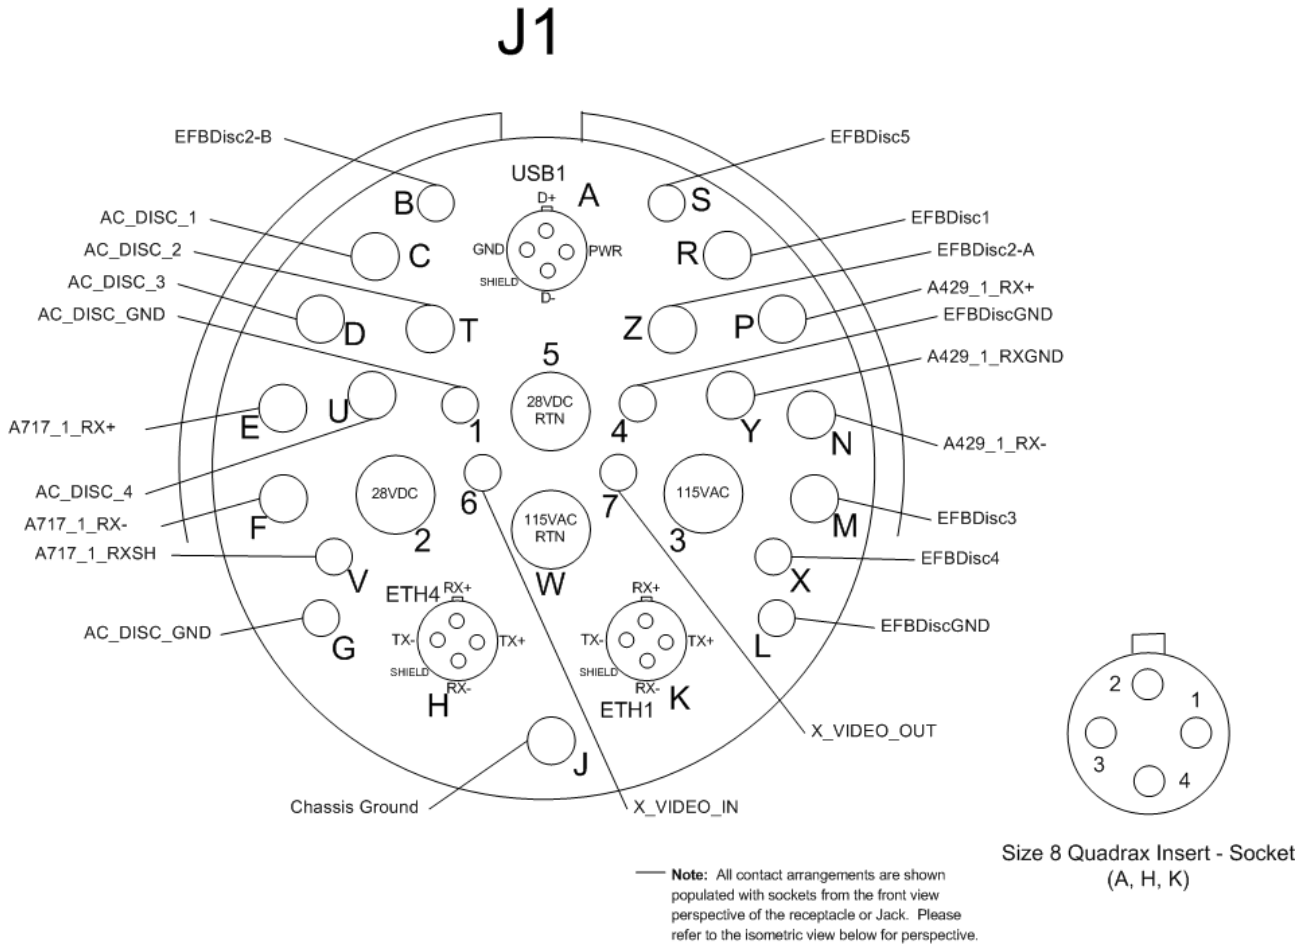 J1
EFBDisc2-B
EFBDisc5
USB1
D+
A
B
S
AC_DISC_1
EFBDisc1
C
GND
PWR
R
AC_DISC_2
EFBDisc2-A
AC_DISC_3
SHIELD
D-
A429_1_RX+
AC_DISC_GND
EFBDiscGND
D
T
Z
P
5
A429_1_RXGND
28VDC
RTN
U
E
1
4
Y
N
A717_1_RX+
A429_1_RX-
AC_DISC_4
28VDC
6
7
115VAC
A717_1_RX-
F
2
115VAC
RTN
3
M
EFBDisc3
A717_1_RXSH
V
W
X
EFBDisc4
ETH4
RX+
RX+
AC_DISC_GND
G
TX-
TX+
TX-
TX+
L
EFBDiscGND
SHIELD
SHIELD
RX-
RX-
H
ETH1
K
X_VIDEO_OUT
J
Chassis Ground
X_VIDEO_IN
2
1
3
4
Size 8 Quadrax Insert - Socket
(A, H, K)
Note: All contact arrangements are shown
populated with sockets from the front view
perspective of the receptacle or Jack. Please
refer to the isometric view below for perspective.